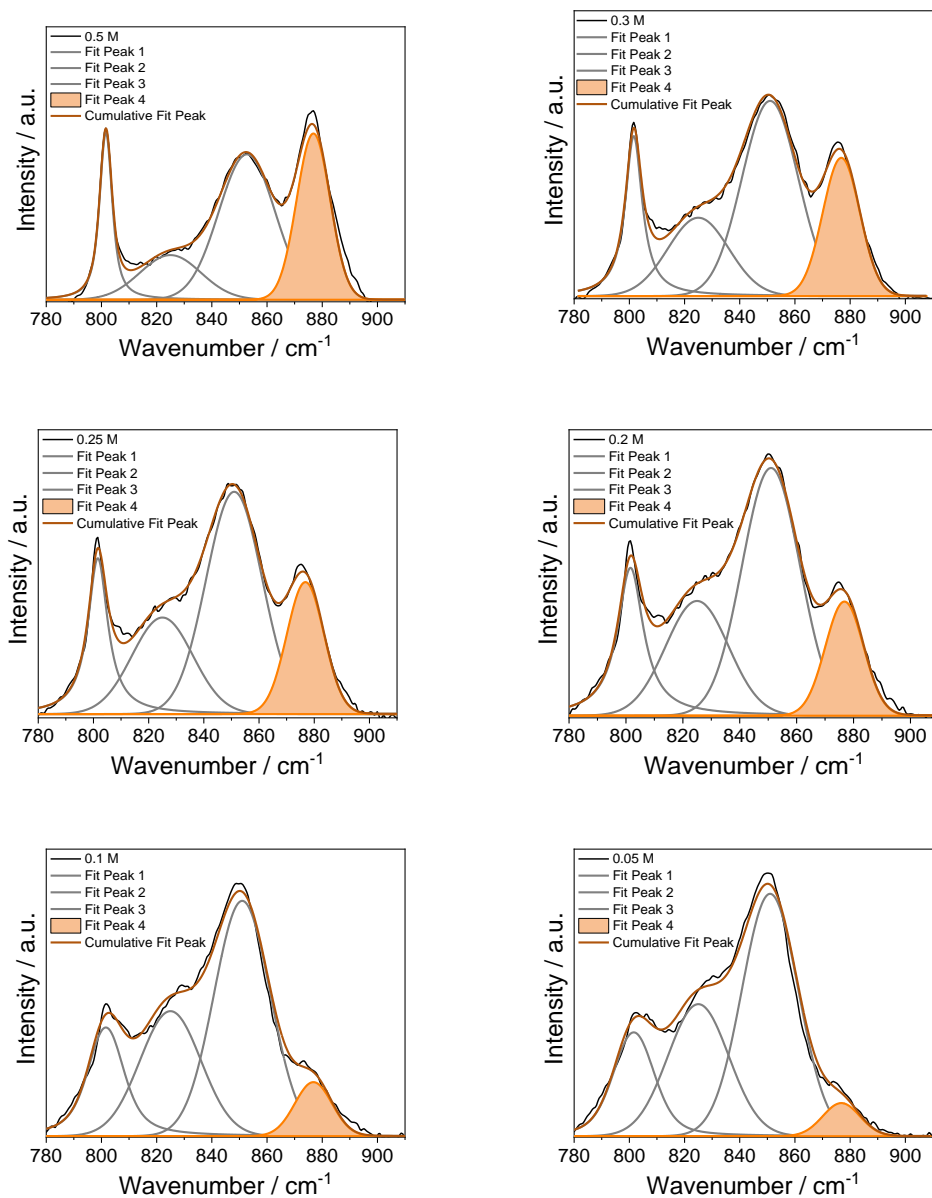 0.5 M
Fit Peak 1
Fit Peak 2
Fit Peak 3
Fit Peak 4
Cumulative Fit Peak
Intensity / a.u.
780 800 820 840 860 880 900
Wavenumber / cm-1
0.3 M
Fit Peak 1
Fit Peak 2
Fit Peak 3
Fit Peak 4
Cumulative Fit Peak
Intensity / a.u.
780 800 820 840 860 880 900
Wavenumber / cm-1
0.25 M
Fit Peak 1
Fit Peak 2
Fit Peak 3
Fit Peak 4
Cumulative Fit Peak
Intensity / a.u.
780 800 820 840 860 880 900
Wavenumber / cm-1
0.2 M
Fit Peak 1
Fit Peak 2
Fit Peak 3
Fit Peak 4
Cumulative Fit Peak
Intensity / a.u.
780 800 820 840 860 880 900
Wavenumber / cm-1
0.1 M
Fit Peak 1
Fit Peak 2
Fit Peak 3
Fit Peak 4
Cumulative Fit Peak
Intensity / a.u.
780 800 820 840 860 880 900
Wavenumber / cm-1
0.05 M
Fit Peak 1
Fit Peak 2
Fit Peak 3
Fit Peak 4
Cumulative Fit Peak
Intensity / a.u.
780 800 820 840 860 880 900
Wavenumber / cm-1